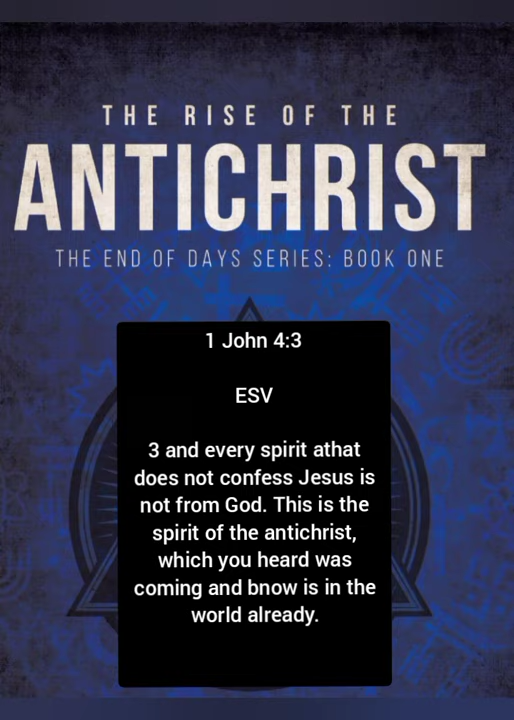 THE RISE OF THE
ANTICHRIST
THE END OF DAYS SERIES: BOOK ONE
1 John 4:3
ESV
3 and every spirit athat
does not confess Jesus is
not from God. This is the
spirit of the antichrist,
which you heard was
coming and bnow is in the
world already.